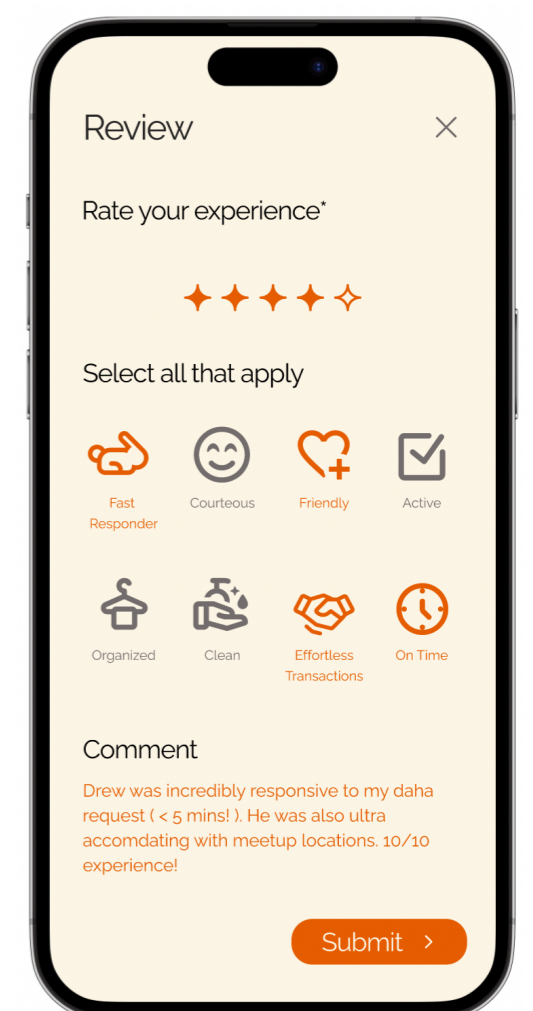 Review
Rate your experience*
Select all that apply
Fast
Responder
Courteous
Friendly
Active
Organized
Clean
Effortless
Transactions
On Time
Comment
Drew was incredibly responsive to my daha
request ( < 5 mins! ). He was also ultra
accomdating with meetup locations. 10/10
experience!
Submit